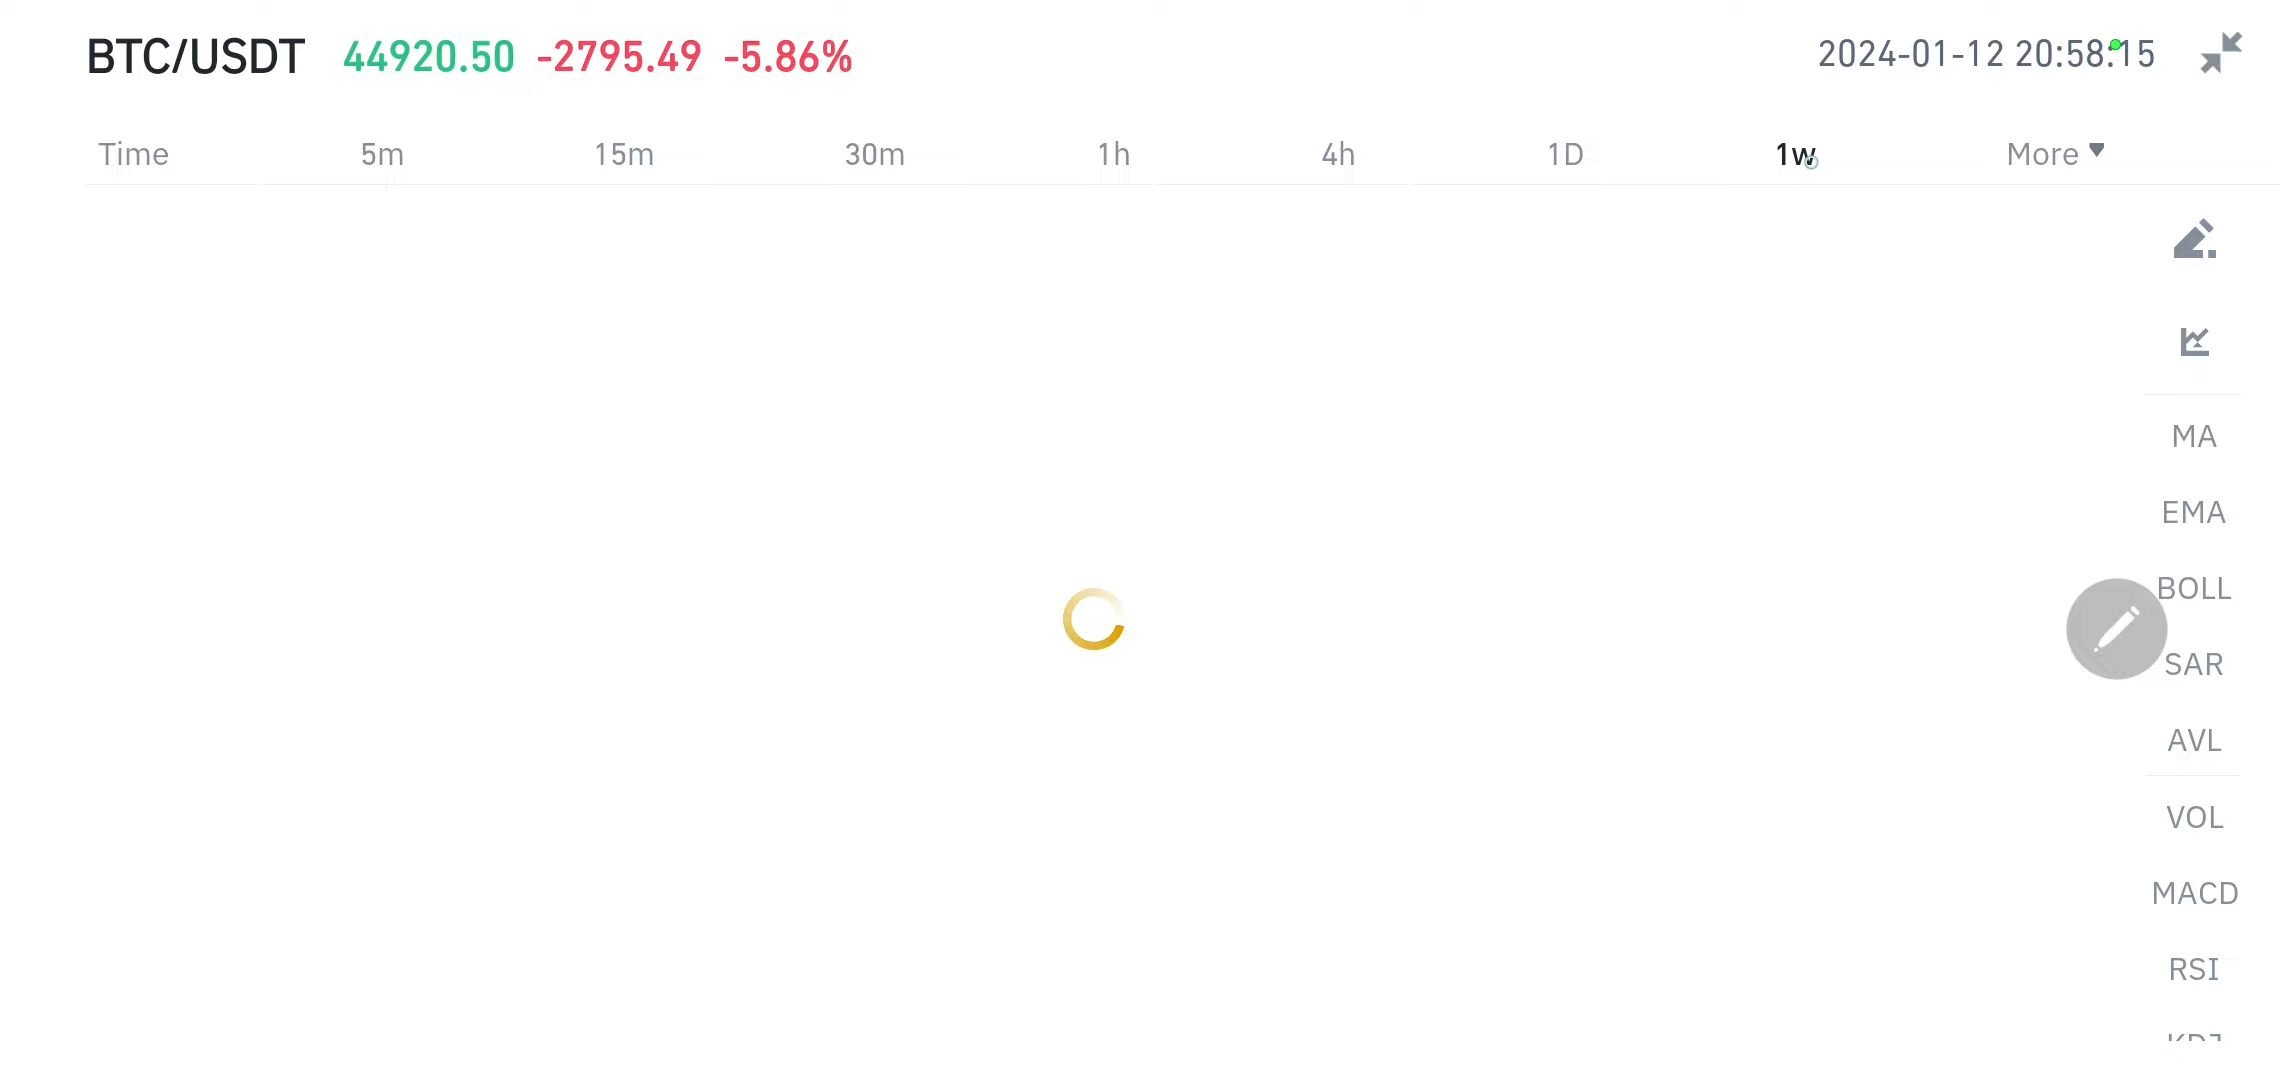 BTC/USDT 44920.50 -2795.49 -5.86% 2024-01-12 20:58:15
Time 5m 15m 30m 1h 4h 1D 1w More
MA
EMA
BOLL
SAR
AVL
VOL
MACD
RSI
KDJ